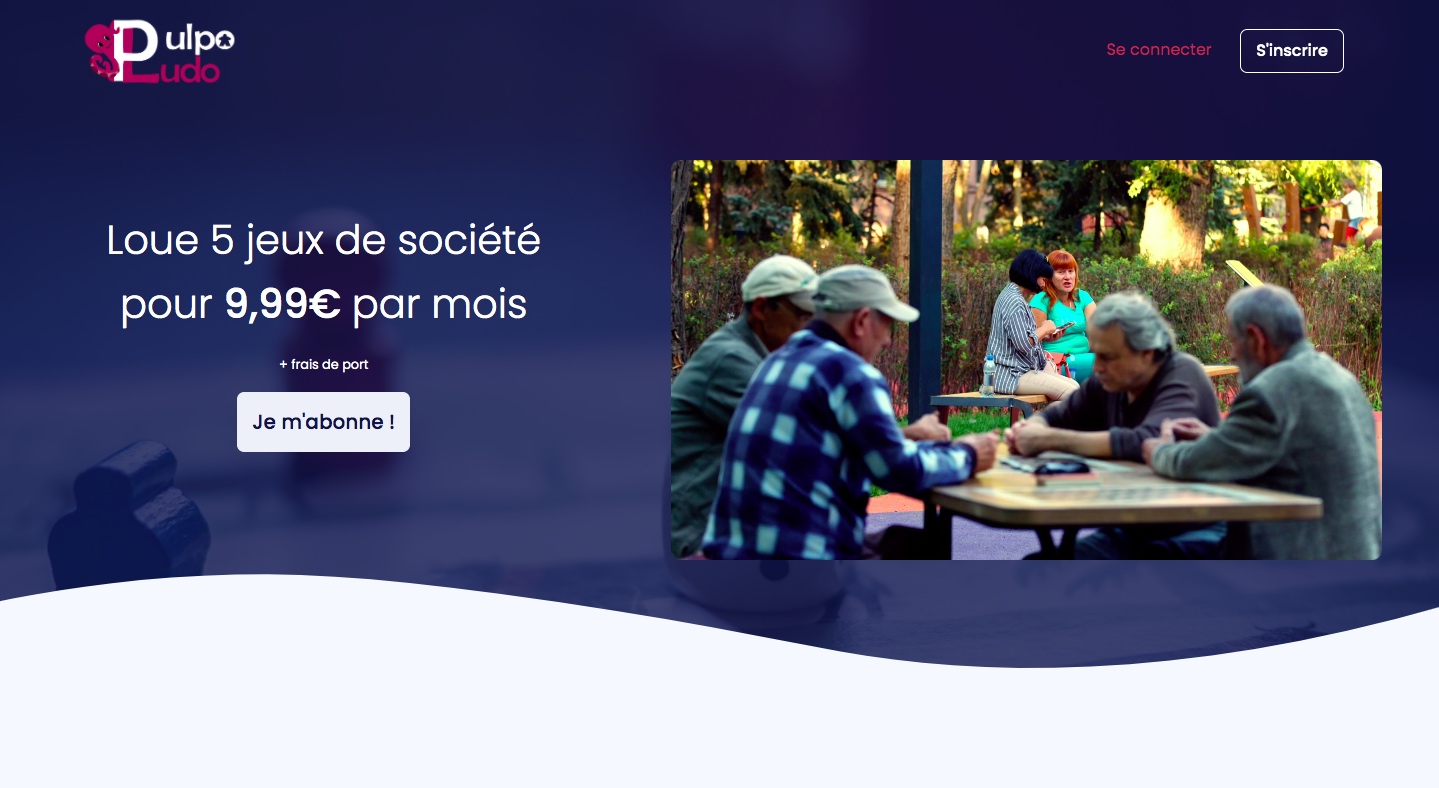 Pulpo
Ludo
Se connecter
S'inscrire
Loue 5 jeux de société
pour 9,99€ par mois
+ frais de port
Je m'abonne !